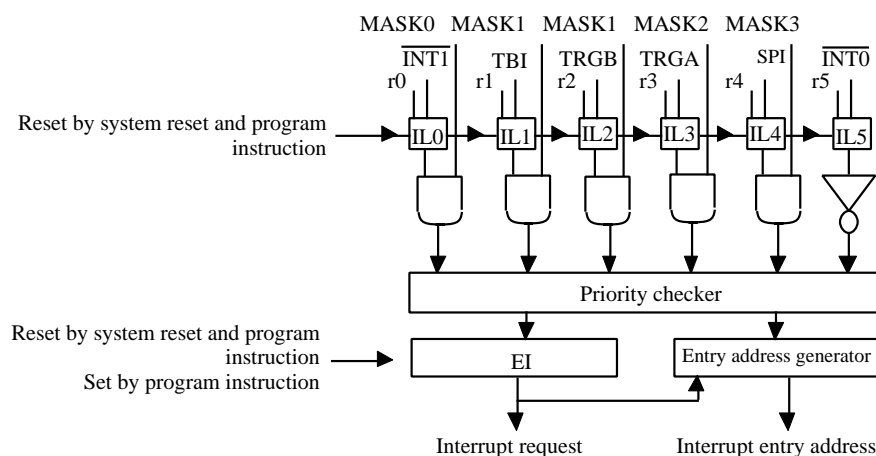 MASK0 MASK1 MASK1 MASK2 MASK3
INT1 TBI TRGB TRGA SPI INT0
r0 r1 r2 r3 r4 r5
Reset by system reset and program
instruction
IL0 IL1 IL2 IL3 IL4 IL5
Priority checker
Reset by system reset and program
instruction
Set by program instruction
EI
Entry address generator
Interrupt request
Interrupt entry address